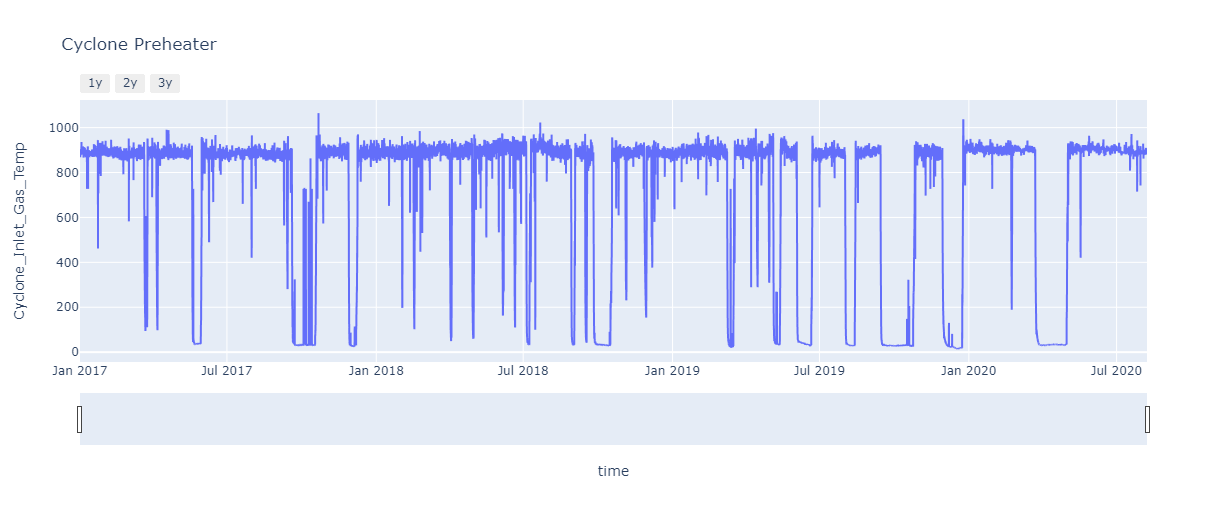 Cyclone Preheater
1y 2y 3y
1000
800
600
400
200
0
Cyclone_Inlet_Gas_Temp
Jan 2017 Jul 2017 Jan 2018 Jul 2018 Jan 2019 Jul 2019 Jan 2020 Jul 2020
time